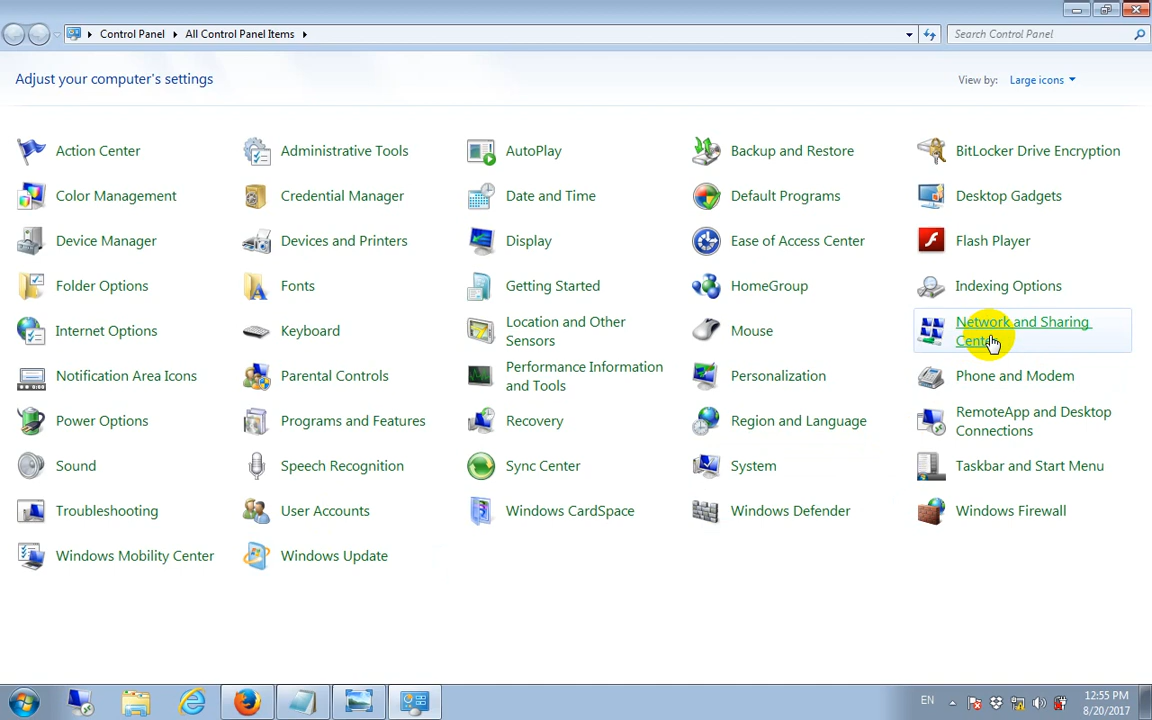 Control Panel
All Control Panel Items
Search Control Panel
Adjust your computer's settings
View by: Large icons
Action Center
Administrative Tools
AutoPlay
Backup and Restore
BitLocker Drive Encryption
Color Management
Credential Manager
Date and Time
Default Programs
Desktop Gadgets
Device Manager
Devices and Printers
Display
Ease of Access Center
Flash Player
Folder Options
Fonts
Getting Started
HomeGroup
Indexing Options
Internet Options
Keyboard
Location and Other
Sensors
Mouse
Network and Sharing
Center
Notification Area Icons
Parental Controls
Performance Information
and Tools
Personalization
Phone and Modem
Power Options
Programs and Features
Recovery
Region and Language
RemoteApp and Desktop
Connections
Sound
Speech Recognition
Sync Center
System
Taskbar and Start Menu
Troubleshooting
User Accounts
Windows CardSpace
Windows Defender
Windows Firewall
Windows Mobility Center
Windows Update
EN
12:55 PM
8/20/2017